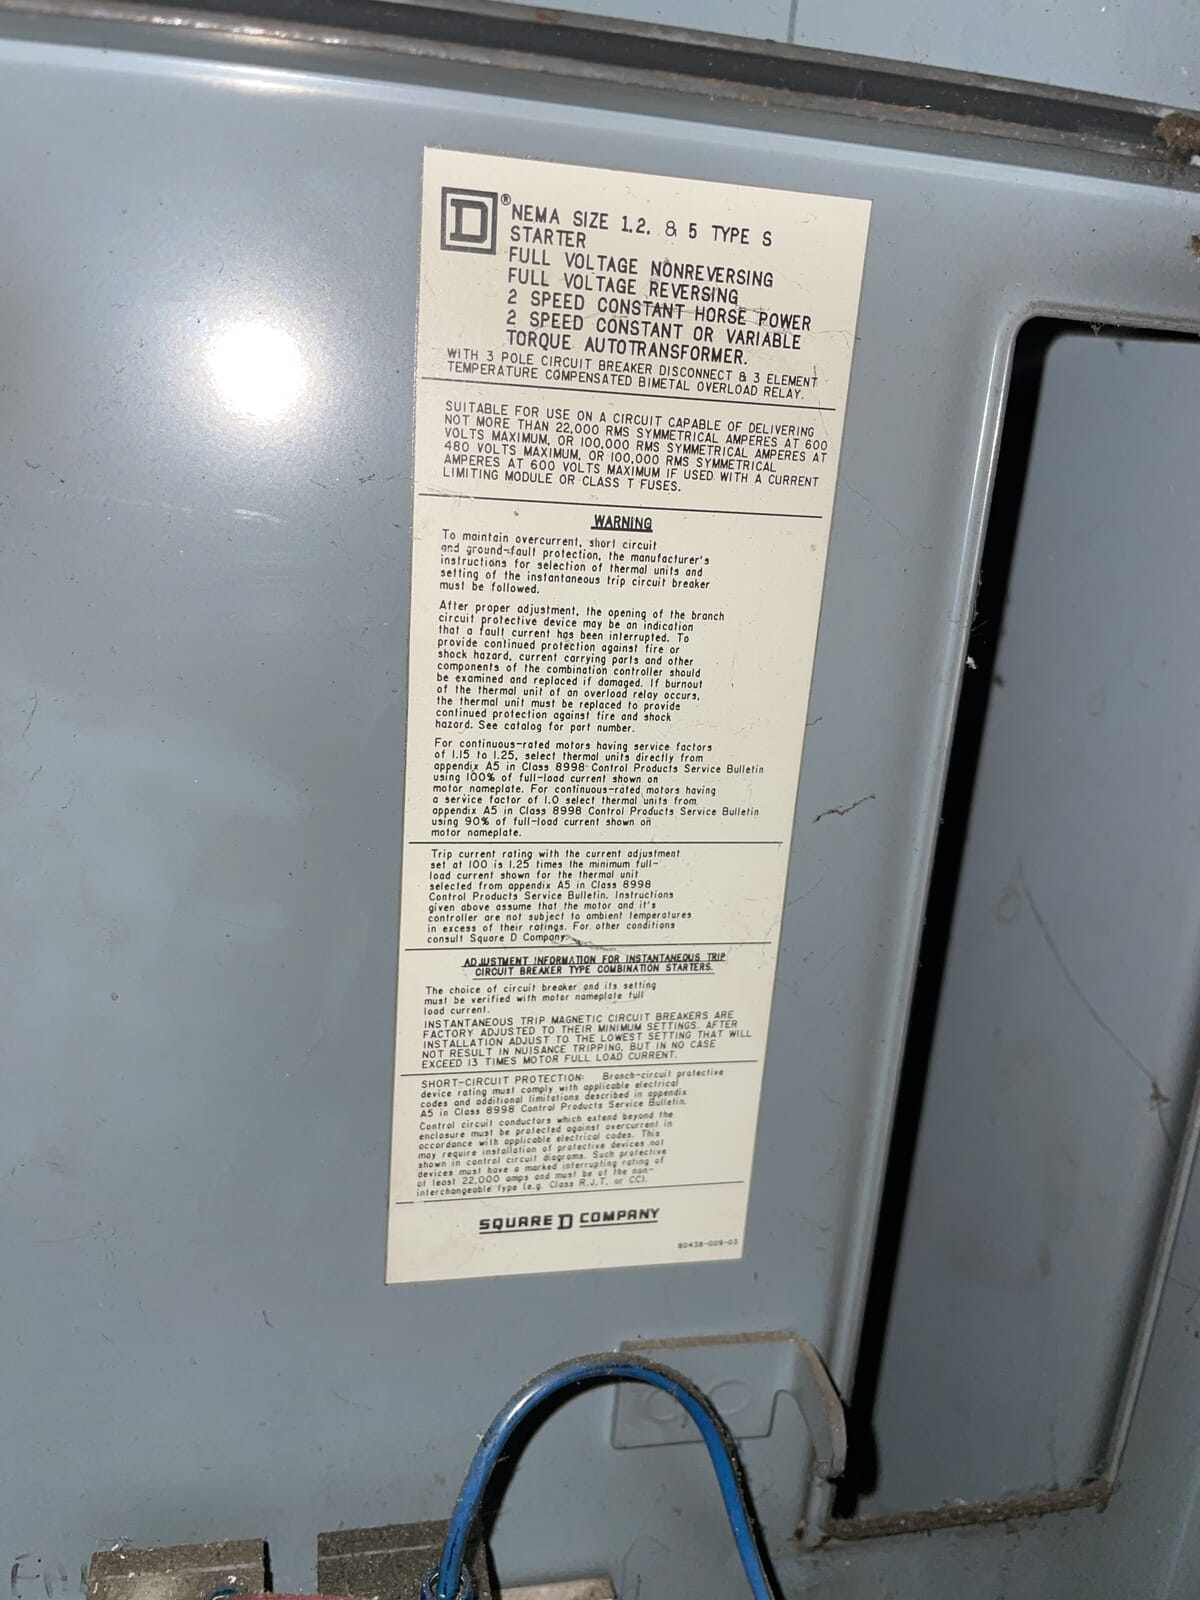 D®
NEMA SIZE 1.2. & 5 TYPE S
STARTER
FULL VOLTAGE NONREVERSING
FULL VOLTAGE REVERSING
2 SPEED CONSTANT HORSE POWER
2 SPEED CONSTANT OR VARIABLE
TORQUE AUTOTRANSFORMER.
WITH 3 POLE CIRCUIT BREAKER DISCONNECT & 3 ELEMENT
TEMPERATURE COMPENSATED BIMETAL OVERLOAD RELAY.
SUITABLE FOR USE ON A CIRCUIT CAPABLE OF DELIVERING
NOT MORE THAN 22,000 RMS SYMMETRICAL AMPERES AT 600
VOLTS MAXIMUM, OR 100,000 RMS SYMMETRICAL AMPERES AT
480 VOLTS MAXIMUM, OR 100,000 RMS SYMMETRICAL
AMPERES AT 600 VOLTS MAXIMUM IF USED WITH A CURRENT
LIMITING MODULE OR CLASS T FUSES.
WARNING
To maintain overcurrent, short circuit
and ground-fault protection, the manufacturer's
instructions for selection of thermal units and
setting of the instantaneous trip circuit breaker
must be followed.
After proper adjustment, the opening of the branch
circuit protective device may be an indication
that a fault current has been interrupted. To
provide continued protection against fire or
shock hazard, current carrying parts and other
components of the combination controller should
be examined and replaced if damaged. If burnout
of the thermal unit of an overload relay occurs,
the thermal unit must be replaced to provide
continued protection against fire and shock
hazard. See catalog for part number.
For continuous-rated motors having service factors
of 1.15 to 1.25, select thermal units directly from
appendix A5 in Class 8998 Control Products Service Bulletin
using 100% of full-load current shown on
motor nameplate. For continuous-rated motors having
a service factor of 1.0 select thermal units from
appendix A5 in Class 8998 Control Products Service Bulletin
using 90% of full-load current shown on
motor nameplate.
Trip current rating with the current adjustment
set at 100 is 1.25 times the minimum full-
load current shown for the thermal unit
selected from appendix A5 in Class 8998
Control Products Service Bulletin. Instructions
given above assume that the motor and it's
controller are not subject to ambient temperatures
in excess of their ratings. For other conditions
consult Square D Company.
ADJUSTMENT INFORMATION FOR INSTANTANEOUS TRIP
CIRCUIT BREAKER TYPE COMBINATION STARTERS.
The choice of circuit breaker and its setting
must be verified with motor nameplate full
load current.
INSTANTANEOUS TRIP MAGNETIC CIRCUIT BREAKERS ARE
FACTORY ADJUSTED TO THEIR MINIMUM SETTINGS. AFTER
INSTALLATION ADJUST TO THE LOWEST SETTING THAT WILL
NOT RESULT IN NUISANCE TRIPPING, BUT IN NO CASE
EXCEED 13 TIMES MOTOR FULL LOAD CURRENT.
SHORT-CIRCUIT PROTECTION: Branch-circuit protective
device rating must comply with applicable electrical
codes and additional limitations described in appendix
A5 in Class 8998 Control Products Service Bulletin.
Control circuit conductors which extend beyond the
enclosure must be protected against overcurrent in
accordance with applicable electrical codes. This
may require installation of protective devices not
shown in control circuit diagrams. Such protective
devices must have a marked interrupting rating of
at least 22,000 amps and must be of the non-
interchangeable type (e.g. Class R,J,T, or CC).
SQUARE D COMPANY
80438-009-03